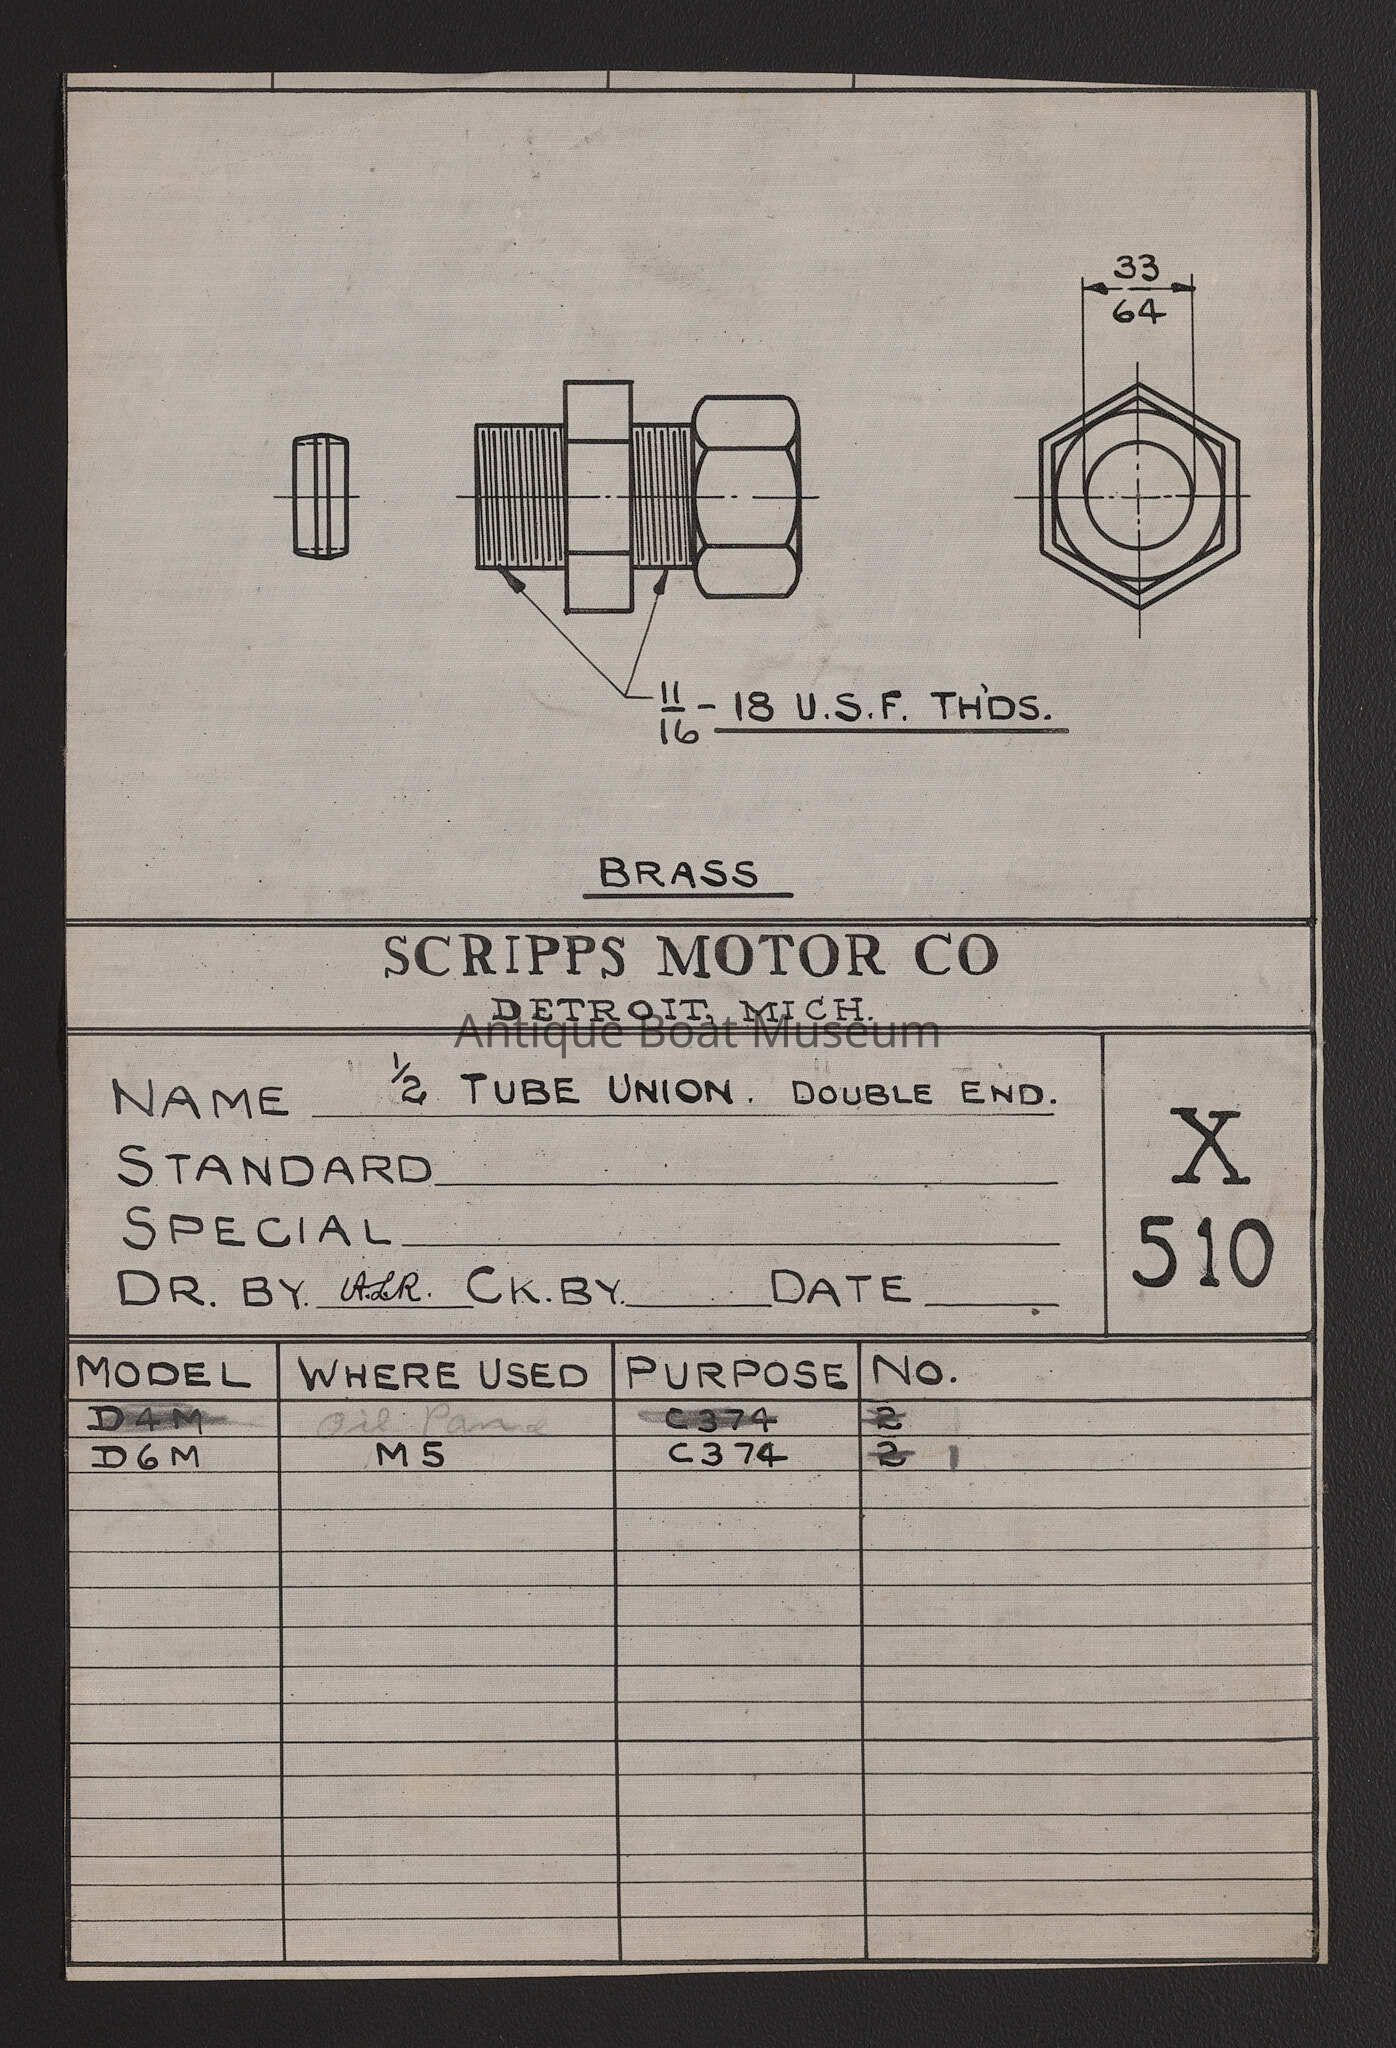 33
64
11
16 - 18 U.S.F. TH'DS.
BRASS
SCRIPPS MOTOR CO
DETROIT, MICH.
Antique Boat Museum
NAME 1/2 TUBE UNION. DOUBLE END.
STANDARD
SPECIAL
DR. BY. A.L.R. CK. BY. DATE
X
510
MODEL WHERE USED PURPOSE NO.
D4M Oil C374 2
D6M M5 C374 2 1